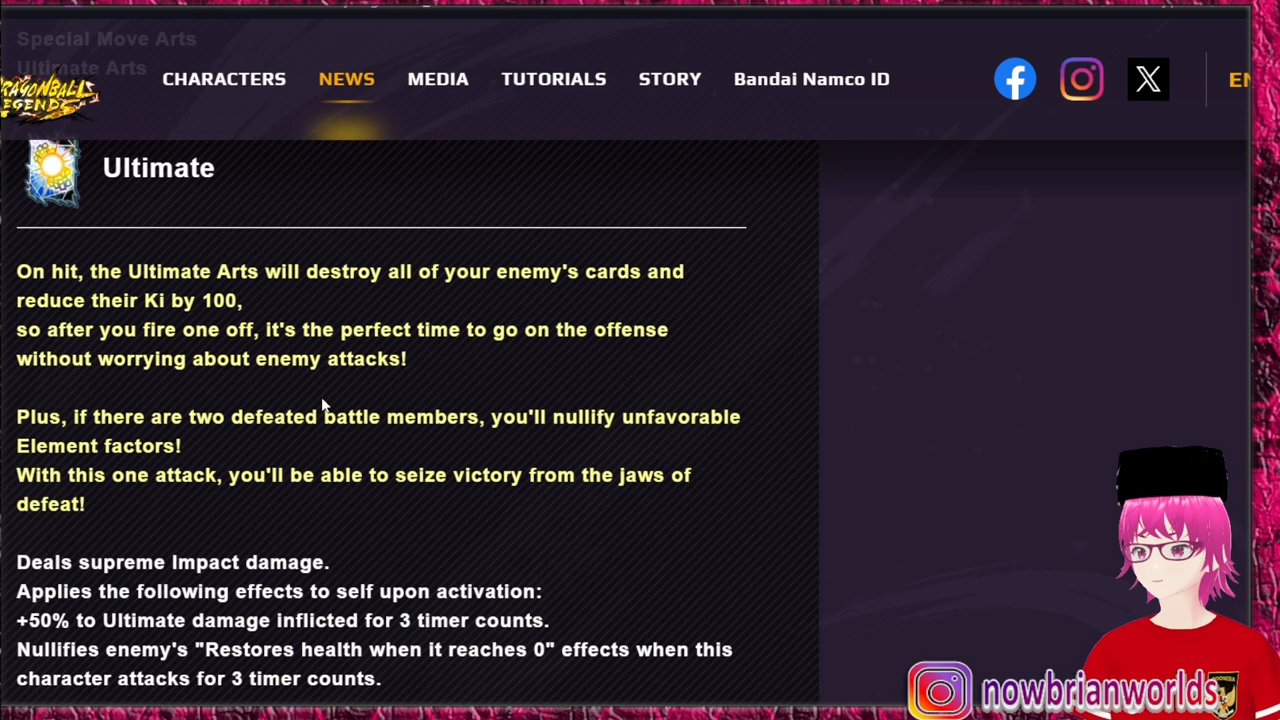 Special Move Arts
Ultimate Arts
DRAGONBALL
LEGENDS
CHARACTERS NEWS MEDIA TUTORIALS STORY Bandai Namco ID
EN
Ultimate
On hit, the Ultimate Arts will destroy all of your enemy's cards and
reduce their Ki by 100,
so after you fire one off, it's the perfect time to go on the offense
without worrying about enemy attacks!
Plus, if there are two defeated battle members, you'll nullify unfavorable
Element factors!
With this one attack, you'll be able to seize victory from the jaws of
defeat!
Deals supreme Impact damage.
Applies the following effects to self upon activation:
+50% to Ultimate damage inflicted for 3 timer counts.
Nullifies enemy's "Restores health when it reaches 0" effects when this
character attacks for 3 timer counts.
nowbrianworlds
INDONESIA